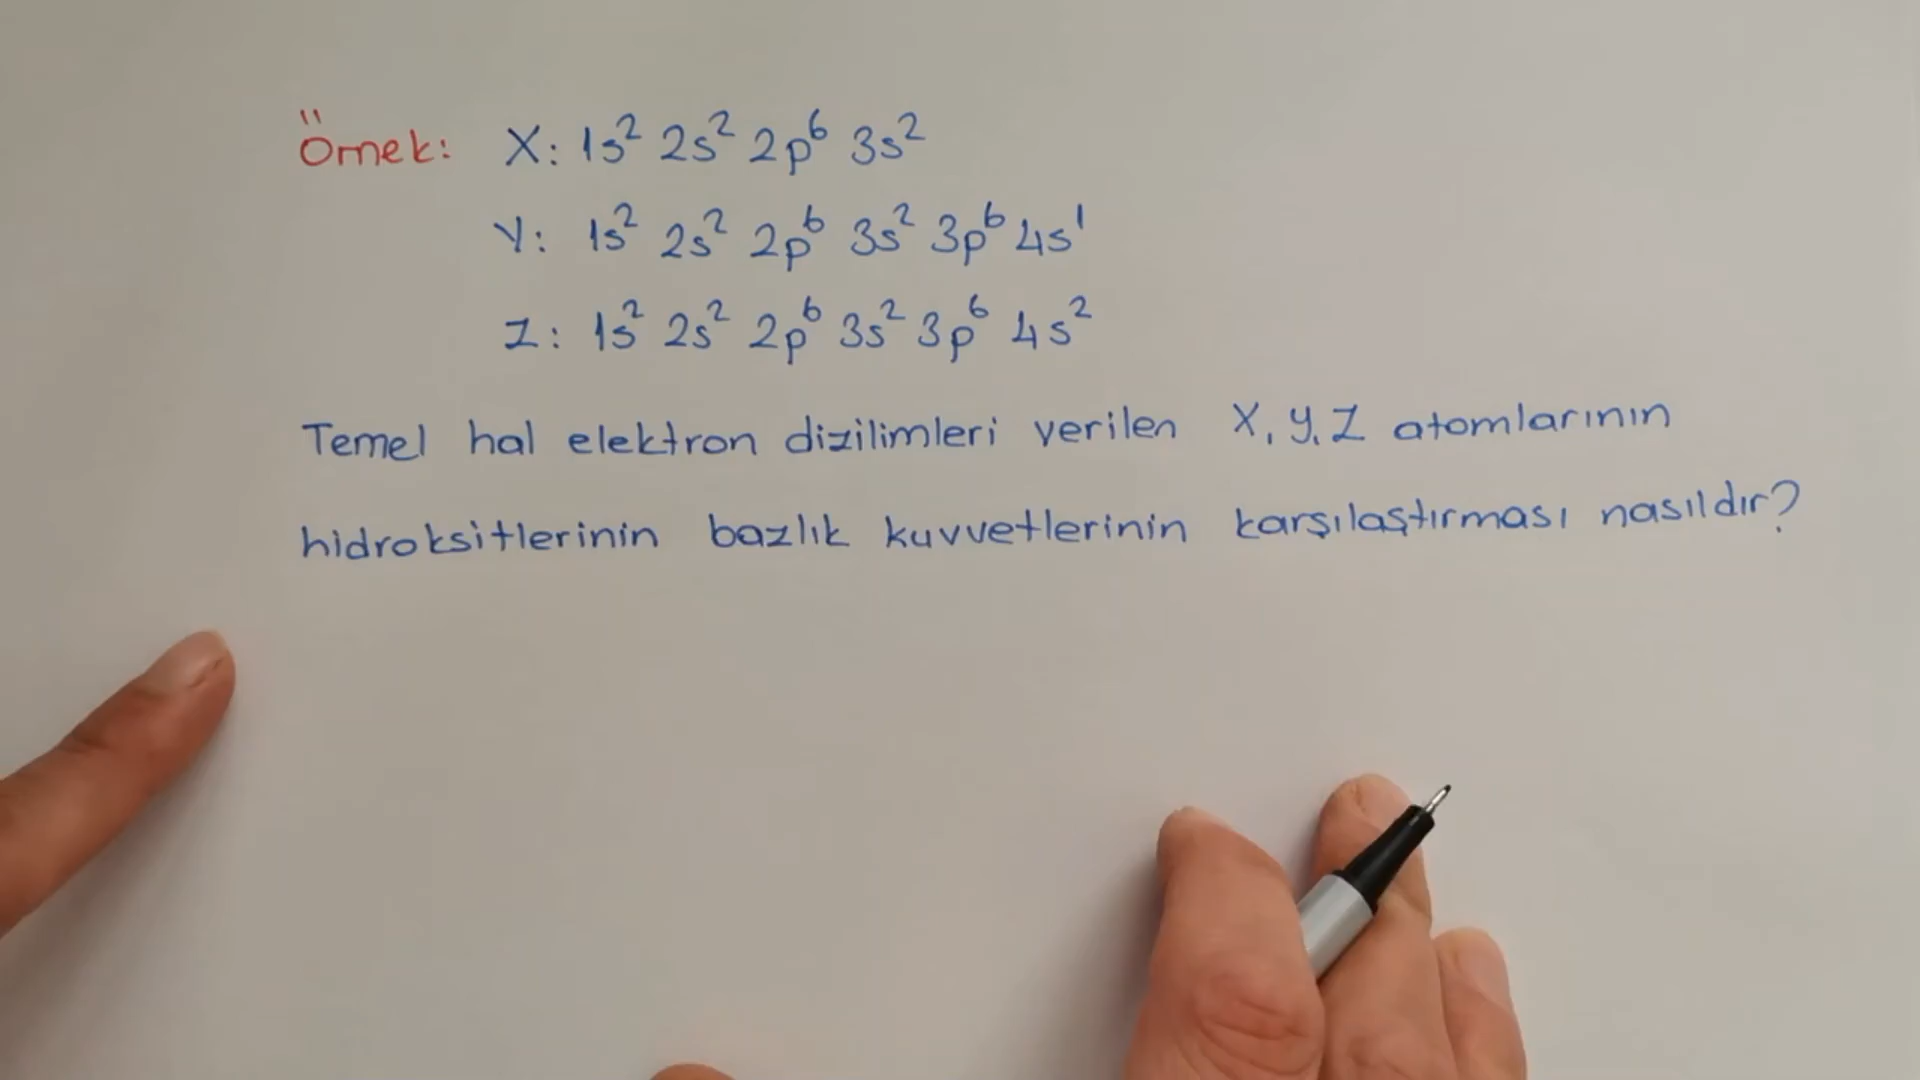 Örnek: X: 1s² 2s² 2p⁶ 3s²
Y: 1s² 2s² 2p⁶ 3s² 3p⁶ 4s¹
Z: 1s² 2s² 2p⁶ 3s² 3p⁶ 4s²
Temel hal elektron dizilimleri verilen X, Y, Z atomlarının
hidroksitlerinin bazlık kuvvetlerinin karşılaştırması nasıldır?